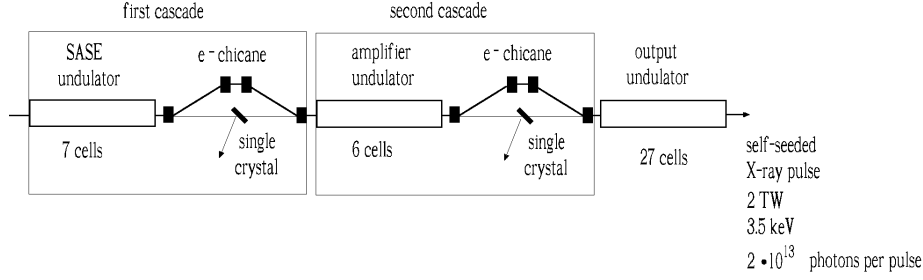 first cascade
second cascade
SASE
undulator
e⁻ chicane
amplifier
undulator
e⁻ chicane
output
undulator
7 cells
single
crystal
6 cells
single
crystal
27 cells
self-seeded
X-ray pulse
2 TW
3.5 keV
2 •10¹³ photons per pulse